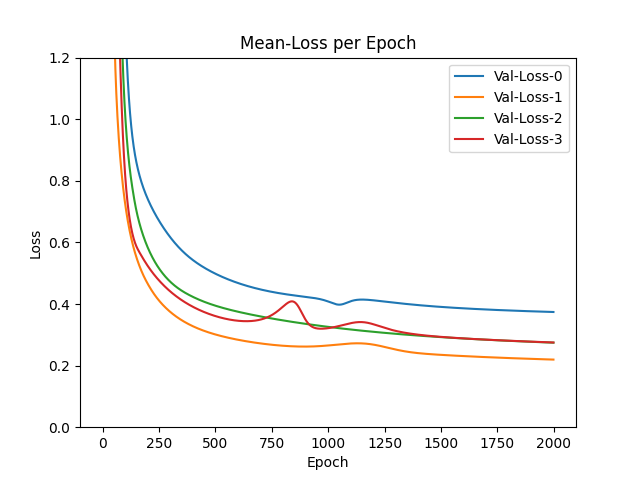 Mean-Loss per Epoch
Val-Loss-0
Val-Loss-1
Val-Loss-2
Val-Loss-3
Loss
1.2
1.0
0.8
0.6
0.4
0.2
0.0
0 250 500 750 1000 1250 1500 1750 2000
Epoch